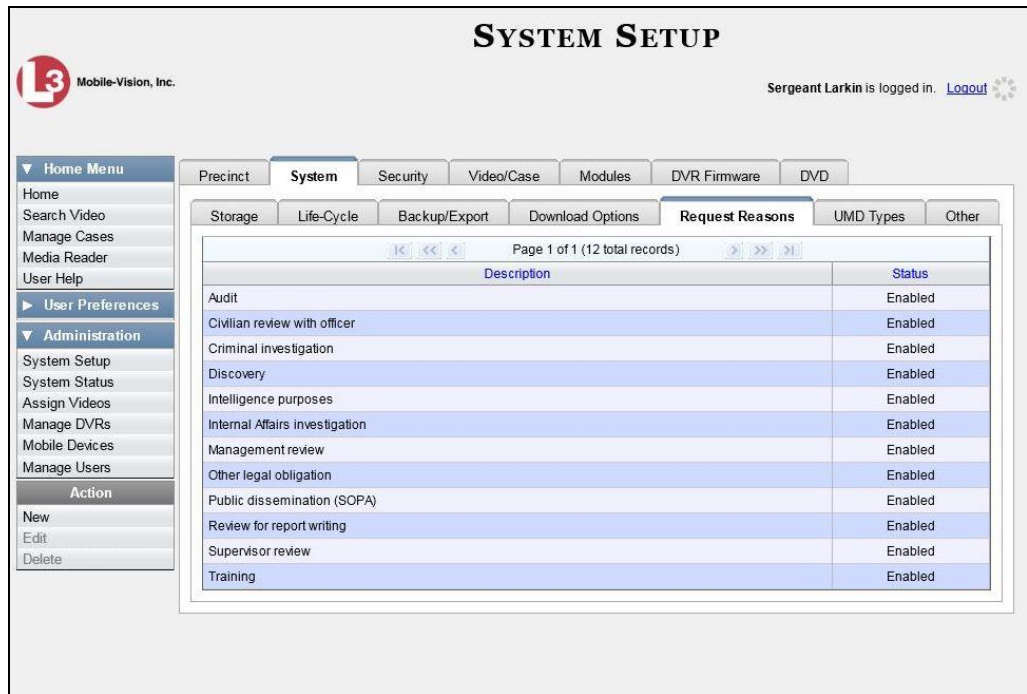 SYSTEM SETUP
L3 Mobile-Vision, Inc.
Sergeant Larkin is logged in. Logout
▼ Home Menu
Home
Search Video
Manage Cases
Media Reader
User Help
► User Preferences
▼ Administration
System Setup
System Status
Assign Videos
Manage DVRs
Mobile Devices
Manage Users
Action
New
Edit
Delete
Precinct System Security Video/Case Modules DVR Firmware DVD
Storage Life-Cycle Backup/Export Download Options Request Reasons UMD Types Other
|< << < Page 1 of 1 (12 total records) > >> >|
Description Status
Audit Enabled
Civilian review with officer Enabled
Criminal investigation Enabled
Discovery Enabled
Intelligence purposes Enabled
Internal Affairs investigation Enabled
Management review Enabled
Other legal obligation Enabled
Public dissemination (SOPA) Enabled
Review for report writing Enabled
Supervisor review Enabled
Training Enabled